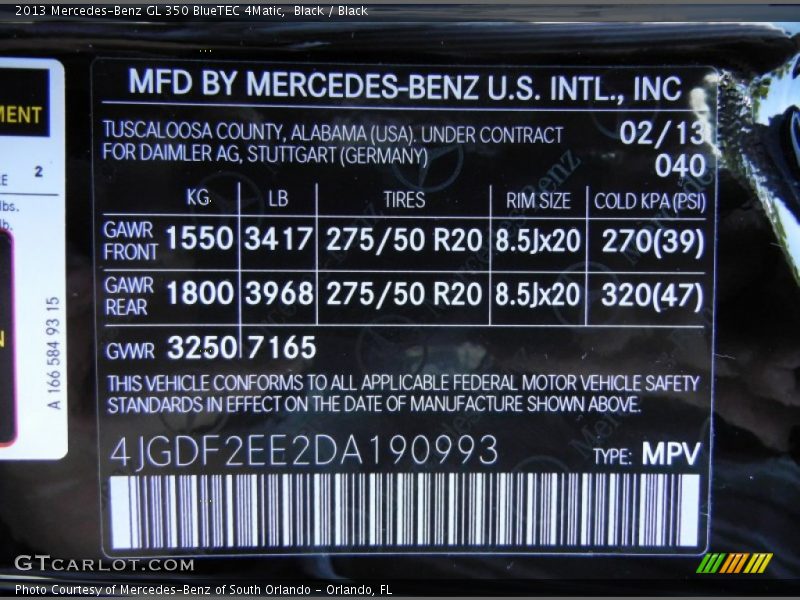 2013 Mercedes-Benz GL 350 BlueTEC 4Matic,  Black / Black
MENT
2
lbs.
lb.
A 166 584 93 15
MFD BY MERCEDES-BENZ U.S. INTL., INC
TUSCALOOSA COUNTY, ALABAMA (USA). UNDER CONTRACT 02/13
FOR DAIMLER AG, STUTTGART (GERMANY) 040
KG LB TIRES RIM SIZE COLD KPA (PSI)
GAWR FRONT 1550 3417 275/50 R20 8.5Jx20 270(39)
GAWR REAR 1800 3968 275/50 R20 8.5Jx20 320(47)
GWR 3250 7165
THIS VEHICLE CONFORMS TO ALL APPLICABLE FEDERAL MOTOR VEHICLE SAFETY
STANDARDS IN EFFECT ON THE DATE OF MANUFACTURE SHOWN ABOVE.
4JGDF2EE2DA190993 TYPE: MPV
GTCARLOT.COM
Photo Courtesy of Mercedes-Benz of South Orlando - Orlando, FL